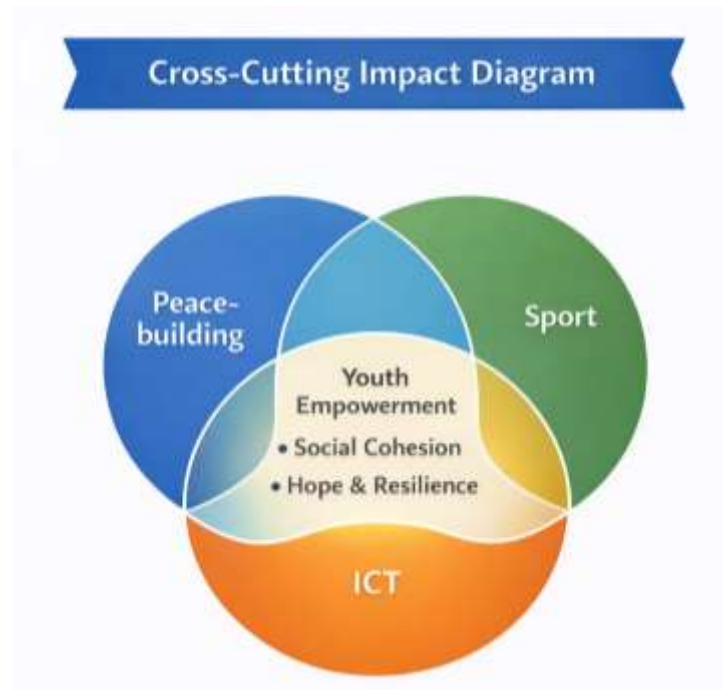 Cross-Cutting Impact Diagram
Peace-
building
Sport
Youth
Empowerment
• Social Cohesion
• Hope & Resilience
ICT